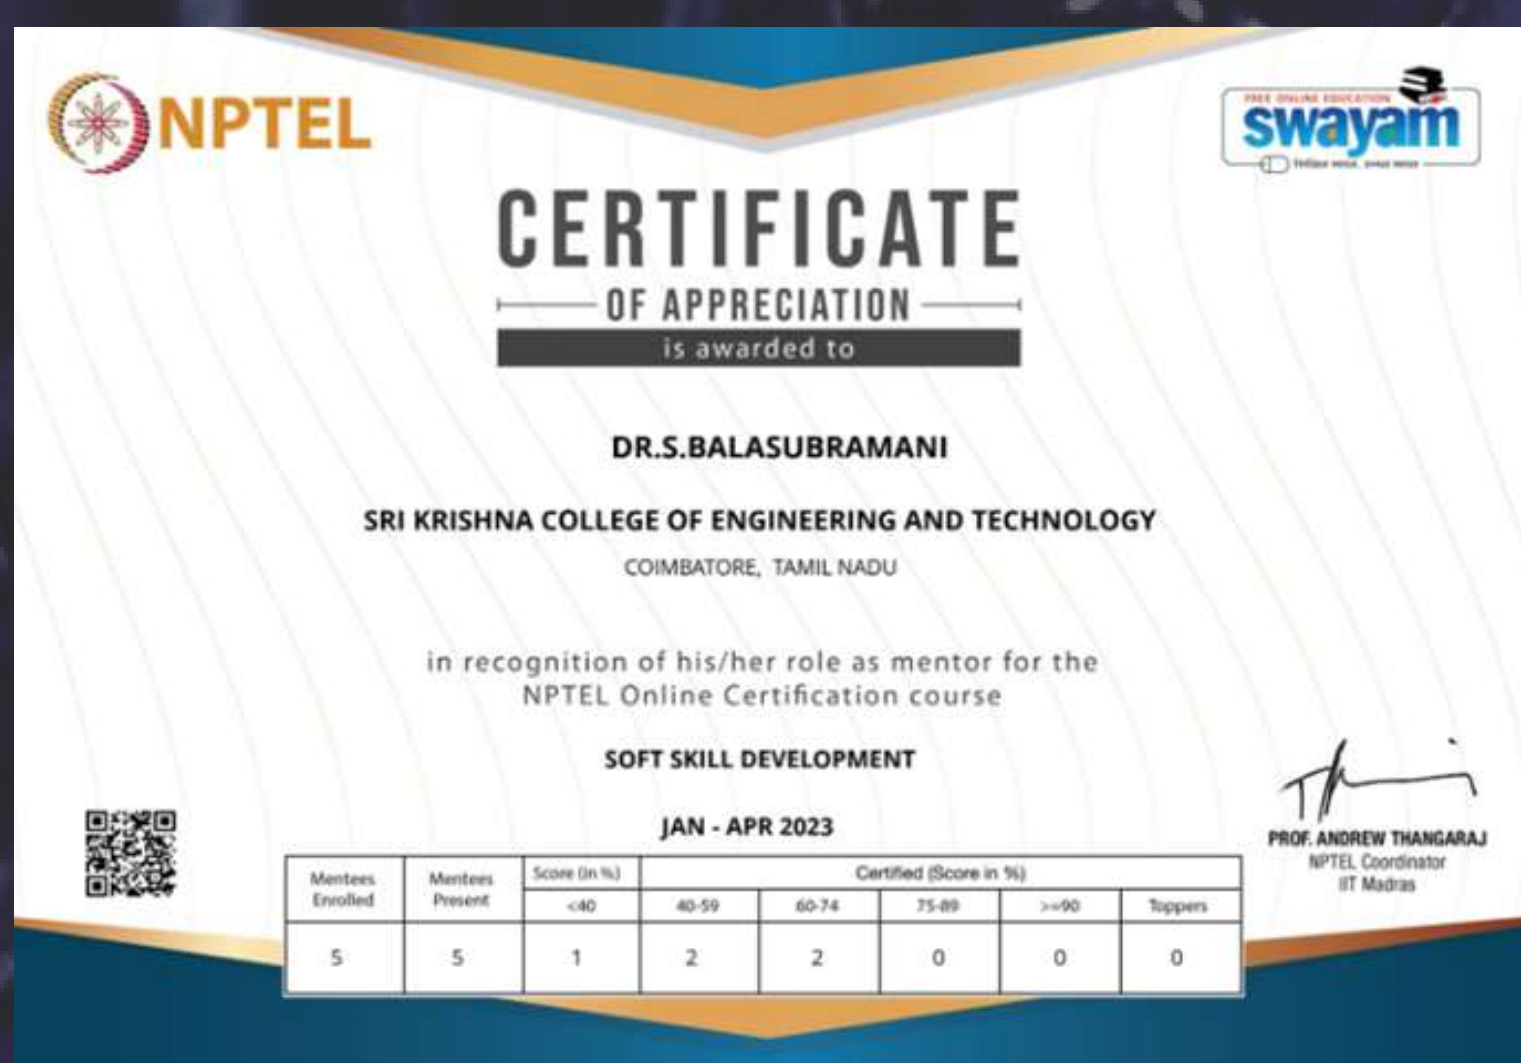 NPTEL
FREE ONLINE EDUCATION
swayam
CERTIFICATE
OF APPRECIATION
is awarded to
DR.S.BALASUBRAMANI
SRI KRISHNA COLLEGE OF ENGINEERING AND TECHNOLOGY
COIMBATORE, TAMIL NADU
in recognition of his/her role as mentor for the
NPTEL Online Certification course
SOFT SKILL DEVELOPMENT
JAN - APR 2023
PROF. ANDREW THANGARAJ
NPTEL Coordinator
IIT Madras
Mentees Enrolled Mentees Present Score (in %) Certified (Score in %)
<40 40-59 60-74 75-89 >=90 Toppers
5 5 1 2 2 0 0 0